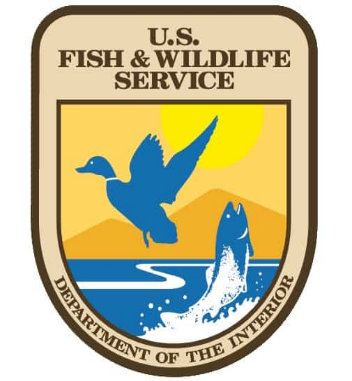 U.S.
FISH & WILDLIFE
SERVICE
DEPARTMENT OF THE INTERIOR